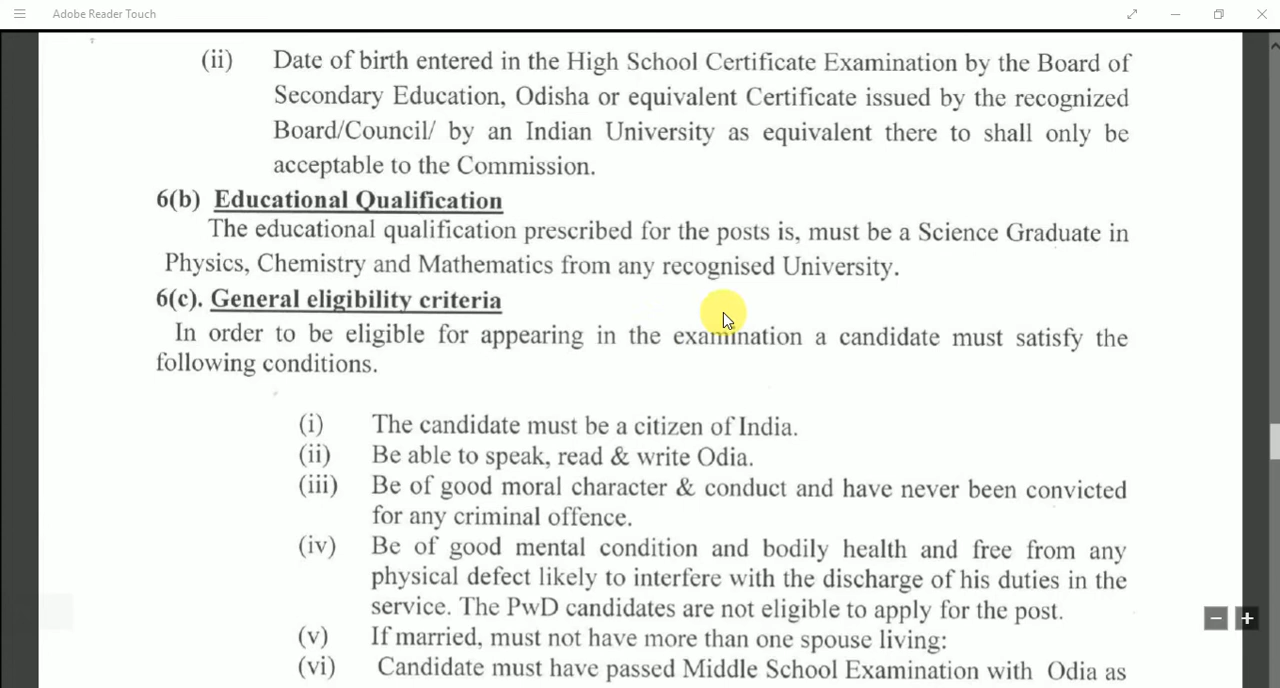 Adobe Reader Touch
(ii) Date of birth entered in the High School Certificate Examination by the Board of
Secondary Education, Odisha or equivalent Certificate issued by the recognized
Board/Council/ by an Indian University as equivalent there to shall only be
acceptable to the Commission.
6(b) Educational Qualification
The educational qualification prescribed for the posts is, must be a Science Graduate in
Physics, Chemistry and Mathematics from any recognised University.
6(c). General eligibility criteria
In order to be eligible for appearing in the examination a candidate must satisfy the
following conditions.
(i) The candidate must be a citizen of India.
(ii) Be able to speak, read & write Odia.
(iii) Be of good moral character & conduct and have never been convicted
for any criminal offence.
(iv) Be of good mental condition and bodily health and free from any
physical defect likely to interfere with the discharge of his duties in the
service. The PwD candidates are not eligible to apply for the post.
(v) If married, must not have more than one spouse living:
(vi) Candidate must have passed Middle School Examination with Odia as